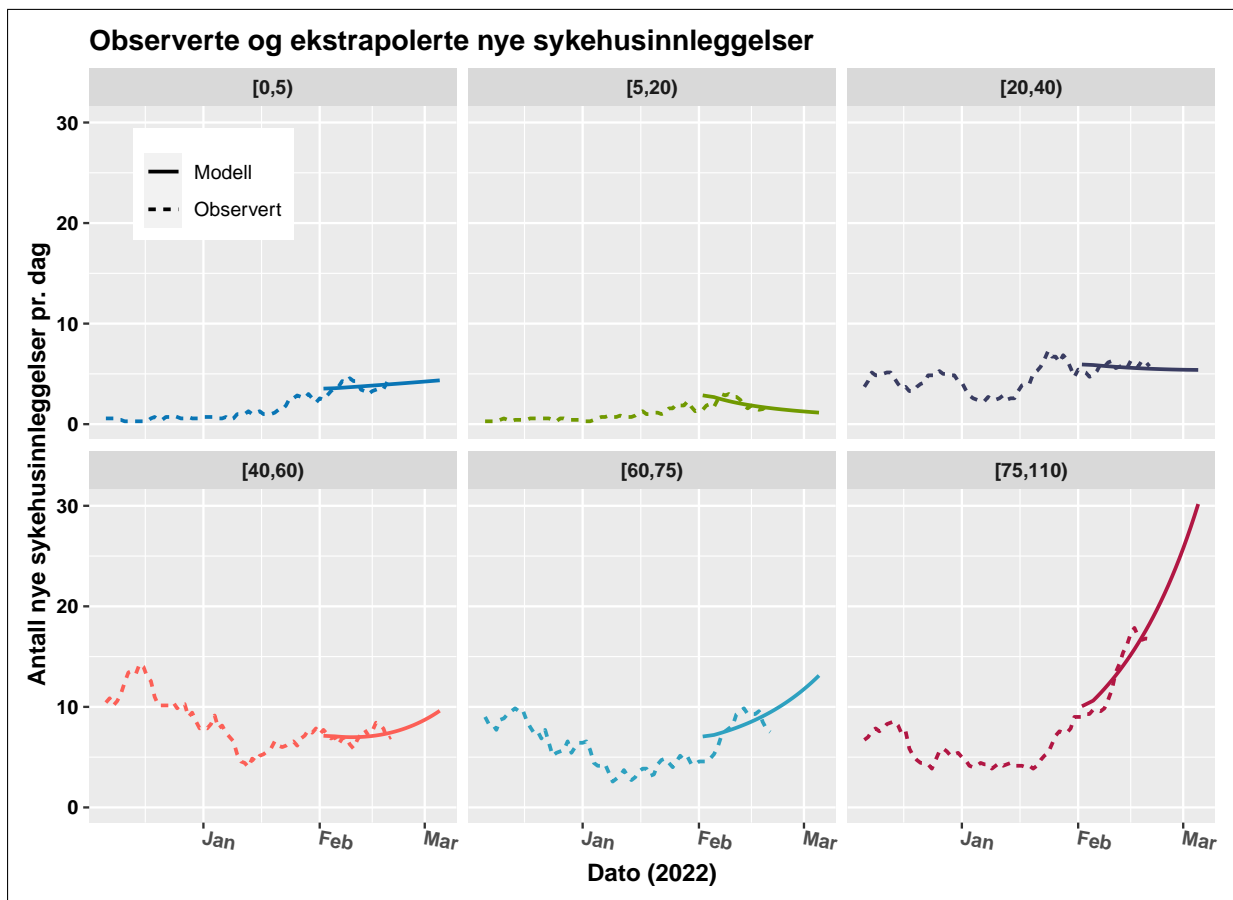 Observerte og ekstrapolerte nye sykehusinnleggelser
[0,5)
[5,20)
[20,40)
30
20
10
0
Modell
Observert
Antall nye sykehusinnleggelser pr. dag
[40,60)
[60,75)
[75,110)
30
20
10
0
Jan
Feb
Mar
Jan
Feb
Mar
Jan
Feb
Mar
Dato (2022)